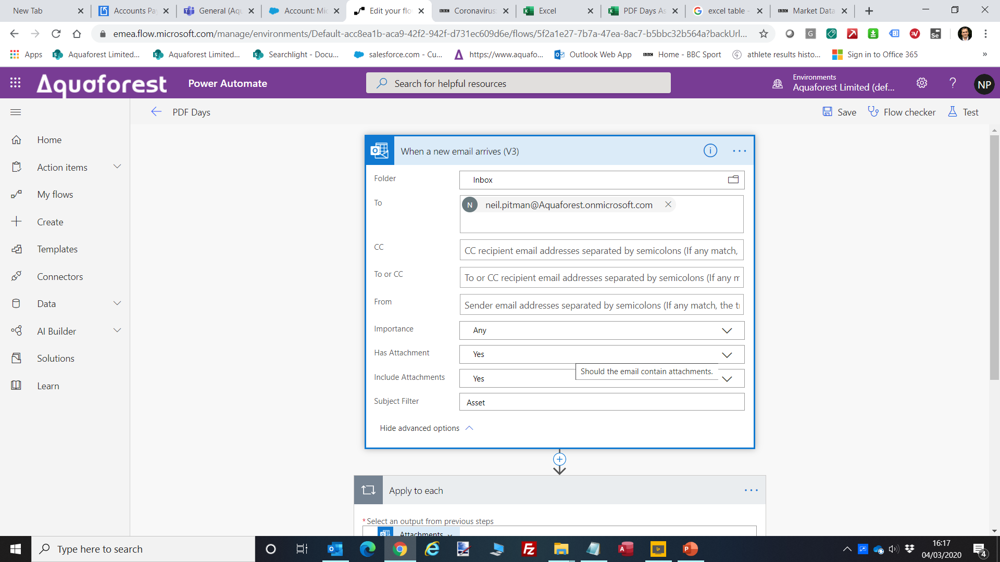 New Tab
Accounts Pa
General (Aqu
Account: Mic
Edit your flo
BBC Coronavirus:
Excel
PDF Days As
excel table -
BBC Market Data
emea.flow.microsoft.com/manage/environments/Default-acc8ea1b-aca9-42f2-942f-d731ec609d6e/flows/5f2a1e27-7b7a-47ea-8ac7-b5bbc32b564a?backUrl...
Apps
Aquaforest Limited...
Aquaforest Limited...
Searchlight - Docu...
salesforce.com - Cu...
https://www.aquafo...
Outlook Web App
BBC Home - BBC Sport
athlete results histo...
Sign in to Office 365
»
Aquaforest
Power Automate
Search for helpful resources
Environments
Aquaforest Limited (def...
?
NP
PDF Days
Save
Flow checker
Test
Home
Action items
My flows
Create
Templates
Connectors
Data
AI Builder
Solutions
Learn
When a new email arrives (V3)
Folder
Inbox
To
N
neil.pitman@Aquaforest.onmicrosoft.com
CC
CC recipient email addresses separated by semicolons (If any match,
To or CC
To or CC recipient email addresses separated by semicolons (If any m
From
Sender email addresses separated by semicolons (If any match, the t
Importance
Any
Has Attachment
Yes
Should the email contain attachments.
Include Attachments
Yes
Subject Filter
Asset
Hide advanced options
Apply to each
* Select an output from previous steps
Attachments
Type here to search
16:17
04/03/2020
4